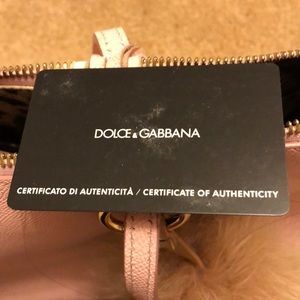 DOLCE & GABBANA
CERTIFICATO DI AUTENTICITÀ / CERTIFICATE OF AUTHENTICITY